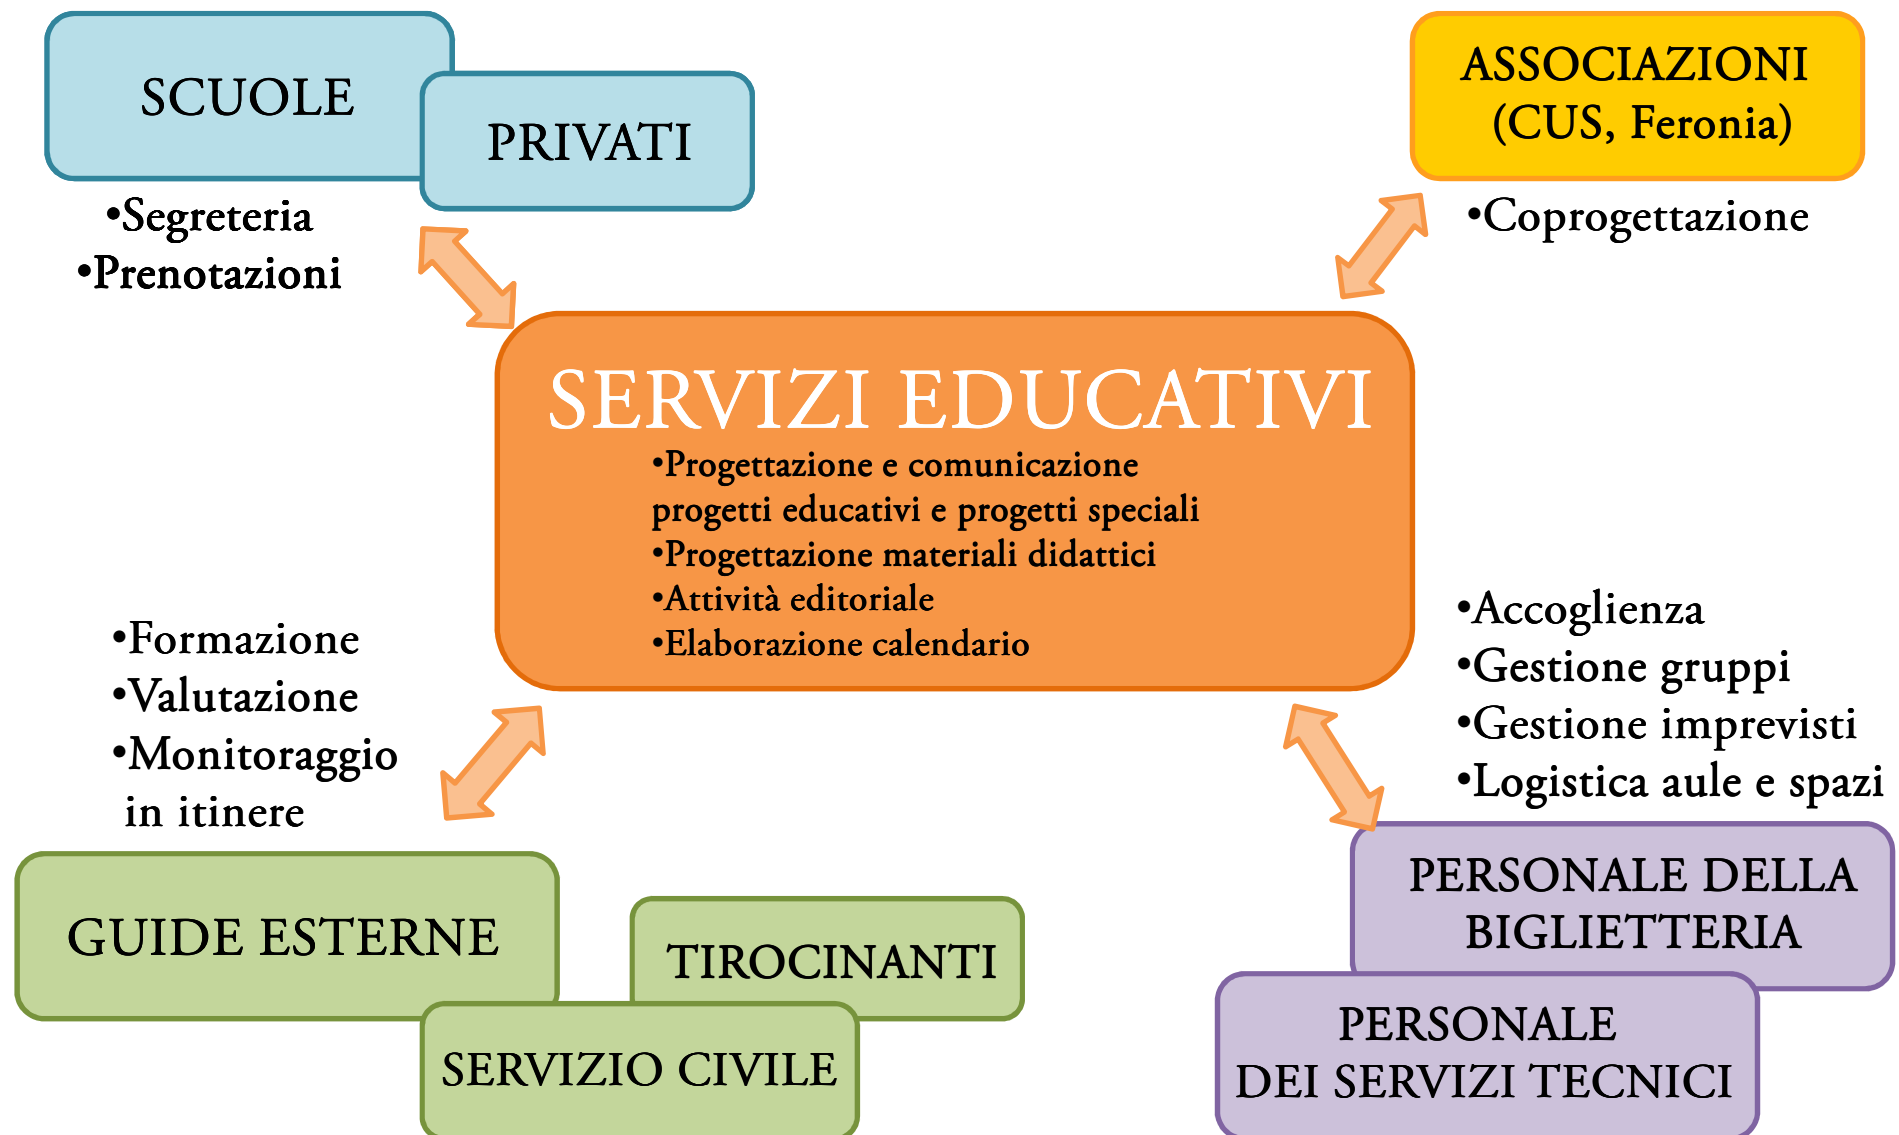 SCUOLE
PRIVATI
•Segreteria
•Prenotazioni
ASSOCIAZIONI
(CUS, Feronia)
•Coprogettazione
SERVIZI EDUCATIVI
•Progettazione e comunicazione
progetti educativi e progetti speciali
•Progettazione materiali didattici
•Attività editoriale
•Elaborazione calendario
•Formazione
•Valutazione
•Monitoraggio
in itinere
GUIDE ESTERNE
TIROCINANTI
SERVIZIO CIVILE
•Accoglienza
•Gestione gruppi
•Gestione imprevisti
•Logistica aule e spazi
PERSONALE DELLA
BIGLIETTERIA
PERSONALE
DEI SERVIZI TECNICI